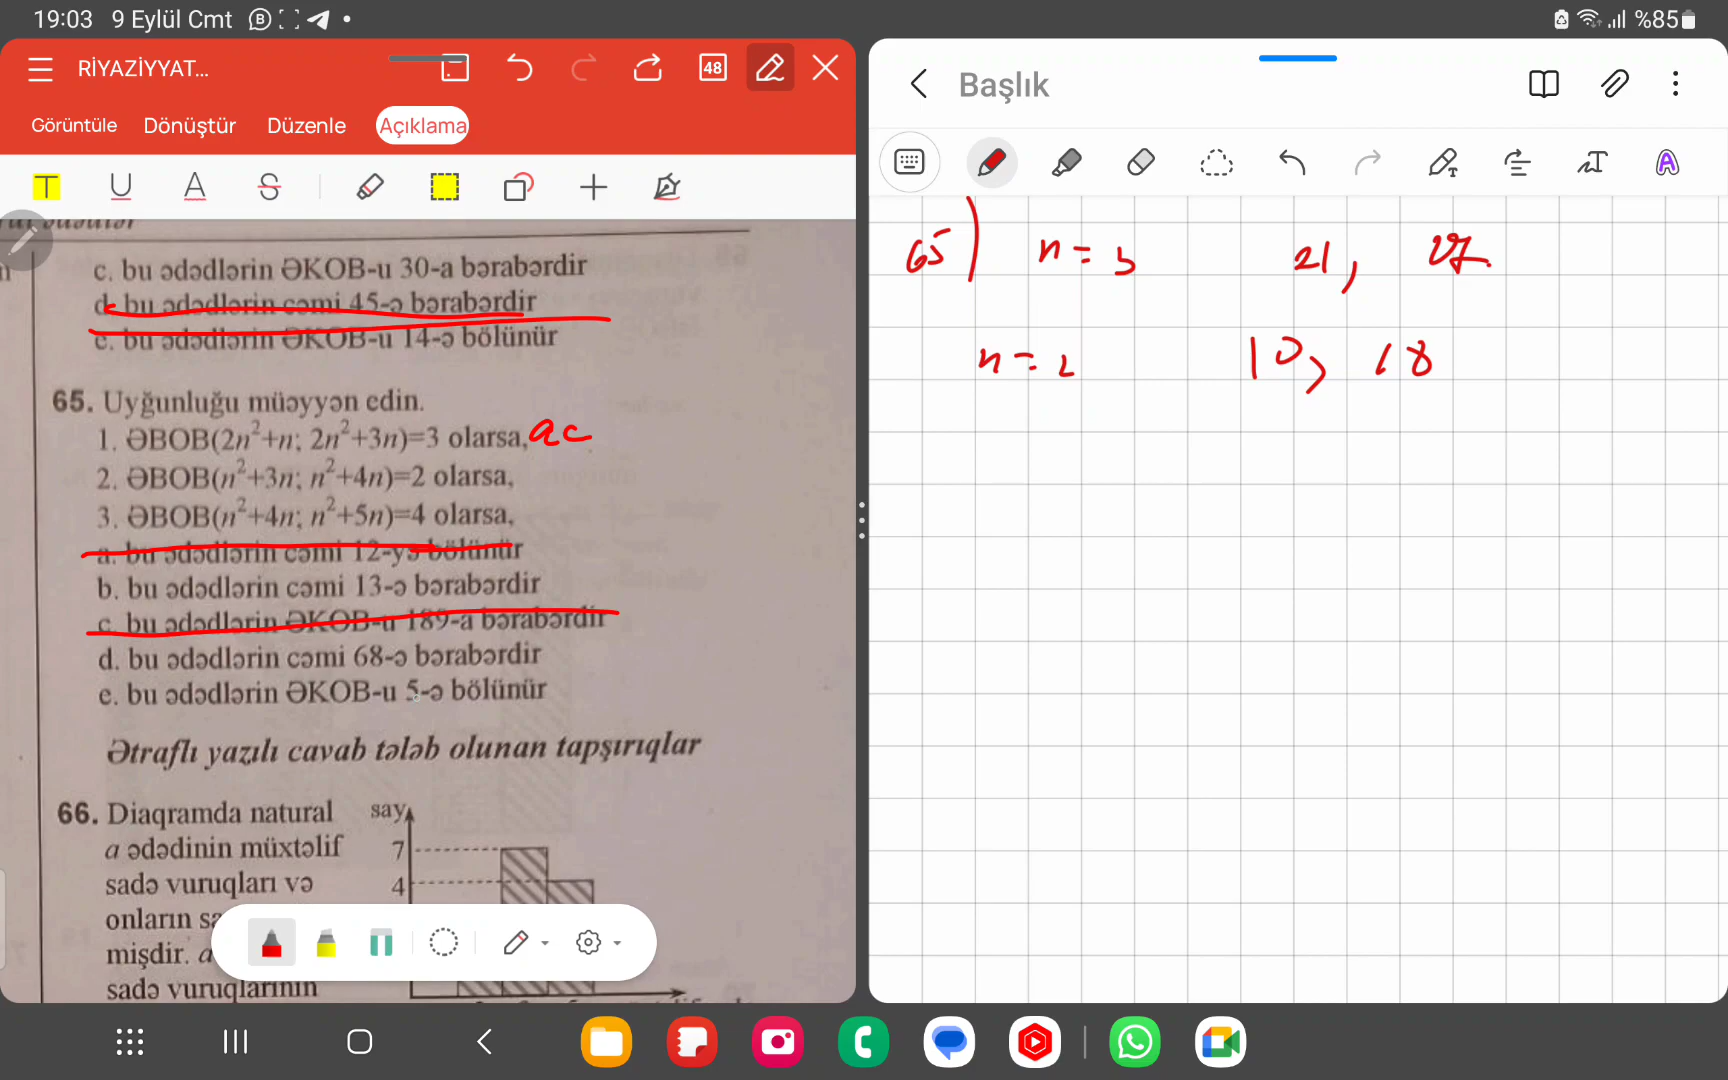 19:03 9 Eylül Cmt %85
RİYAZİYYAT... 48
Görüntüle Dönüştür Düzenle Açıklama
c. bu ədədlərin ƏKOB-u 30-a bərabərdir
d. bu ədədlərin cəmi 45-ə bərabərdir
e. bu ədədlərin ƏKOB-u 14-ə bölünür
65. Uyğunluğu müəyyən edin.
1. ƏBOB(2n²+n; 2n²+3n)=3 olarsa, ac
2. ƏBOB(n²+3n; n²+4n)=2 olarsa,
3. ƏBOB(n²+4n; n²+5n)=4 olarsa,
a. bu ədədlərin cəmi 12-yə bölünür
b. bu ədədlərin cəmi 13-ə bərabərdir
c. bu ədədlərin ƏKOB-u 189-a bərabərdir
d. bu ədədlərin cəmi 68-ə bərabərdir
e. bu ədədlərin ƏKOB-u 5-ə bölünür
Ətraflı yazılı cavab tələb olunan tapşırıqlar
66. Diaqramda natural
a ədədinin müxtəlif
sadə vuruqları və
onların
mişdir. a
sadə vuruqlarının
say
7
4
Başlık
65) n = 3 21, 27
n = 2 10, 18